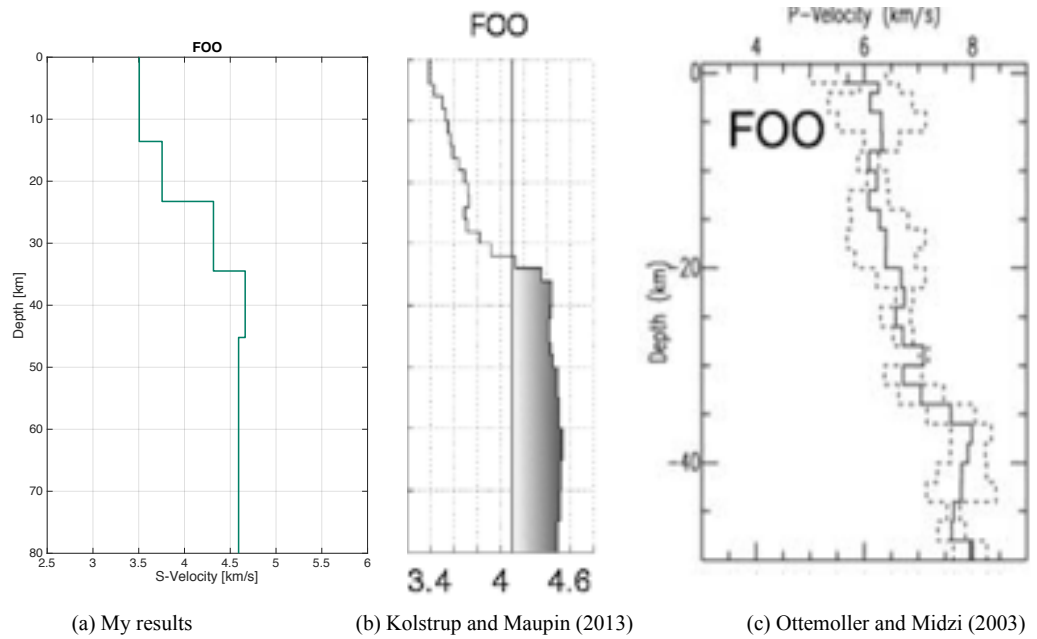 FOO
0
10
20
30
40
50
60
70
80
2.5 3 3.5 4 4.5 5 5.5 6
Depth [km]
S-Velocity [km/s]
(a) My results
FOO
3.4 4 4.6
(b) Kolstrup and Maupin (2013)
P-Velocity (km/s)
4 6 8
FOO
0
-20
-40
Depth (km)
(c) Ottemoller and Midzi (2003)